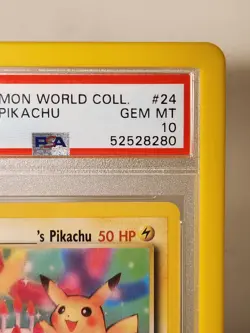 MON WORLD COLL. #24
PIKACHU GEM MT
10
PSA 52528280
's Pikachu 50 HP